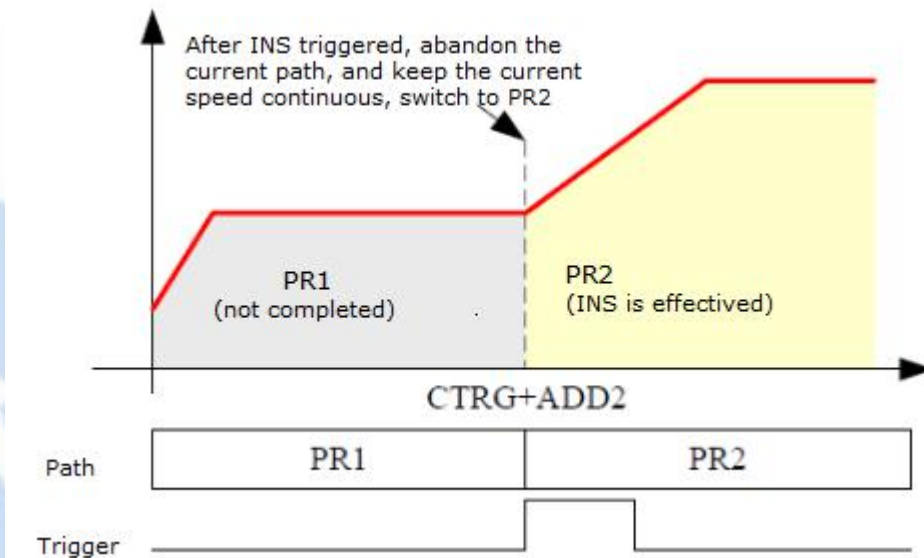 After INS triggered, abandon the
current path, and keep the current
speed continuous, switch to PR2
PR1
(not completed)
PR2
(INS is effectived)
CTRG+ADD2
Path
PR1
PR2
Trigger